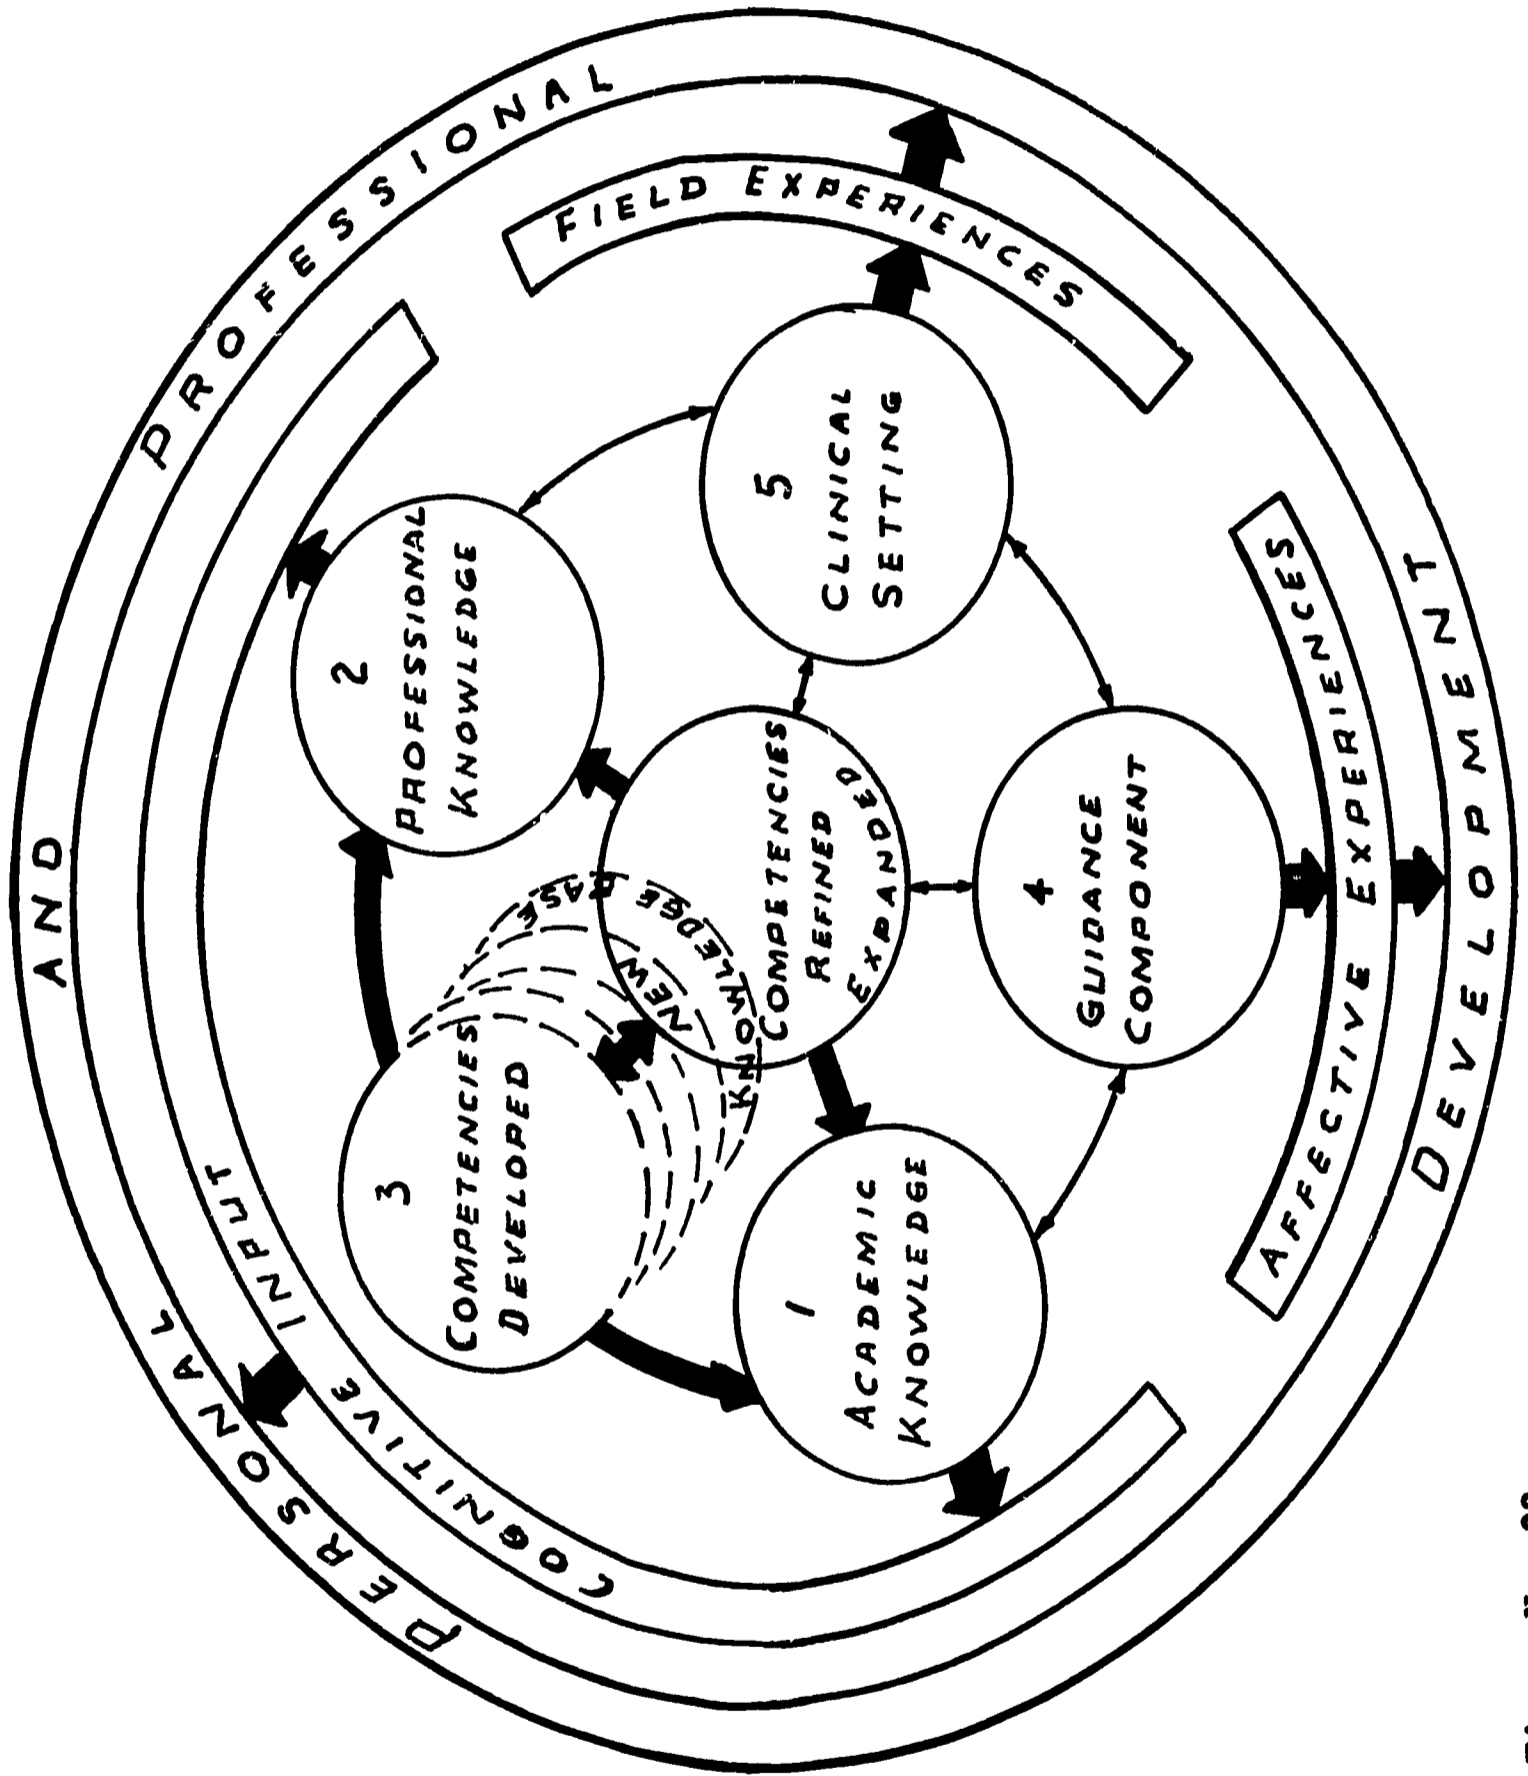 PERSONAL AND PROFESSIONAL
DEVELOPMENT
COGNITIVE INPUT
FIELD EXPERIENCES
AFFECTIVE EXPERIENCES
3
COMPETENCIES
DEVELOPED
2
PROFESSIONAL
KNOWLEDGE
NEW
KNOWLEDGE BASE
COMPETENCIES
REFINED
EXPANDED
1
ACADEMIC
KNOWLEDGE
5
CLINICAL
SETTING
4
GUIDANCE
COMPONENT